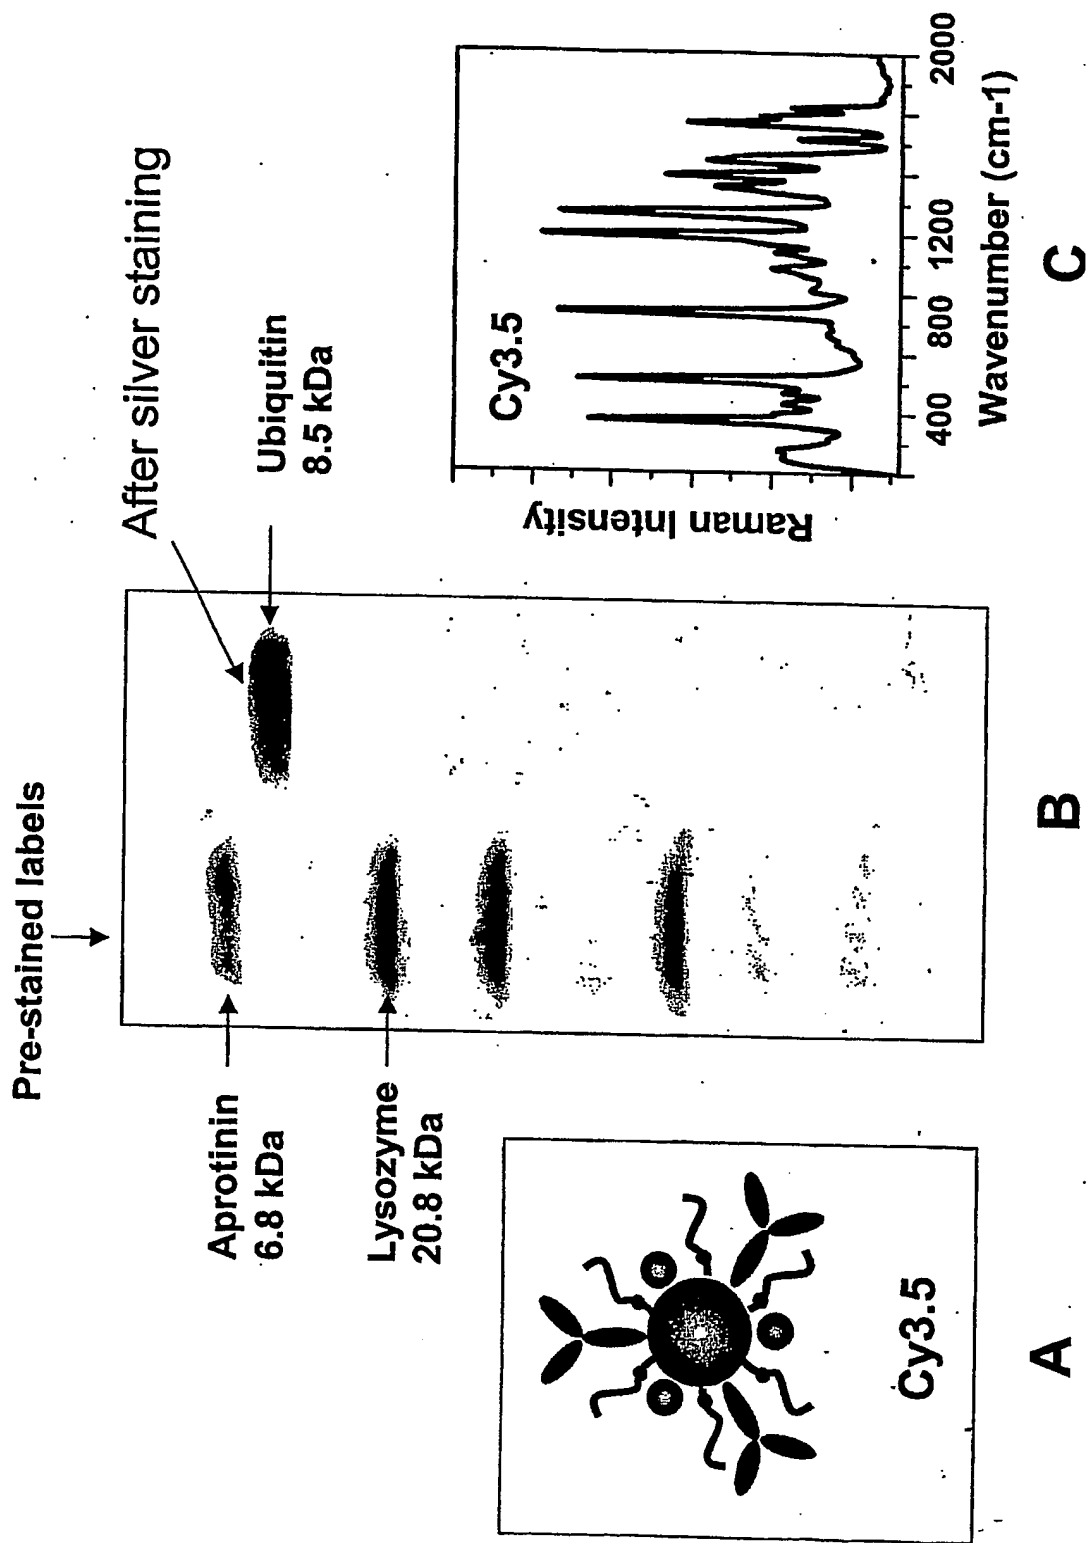 Pre-stained labels
After silver staining
Aprotinin
6.8 kDa
Lysozyme
20.8 kDa
Ubiquitin
8.5 kDa
Cy3.5
A
B
Raman Intensity
Cy3.5
400
800
1200
2000
Wavenumber (cm-1)
C